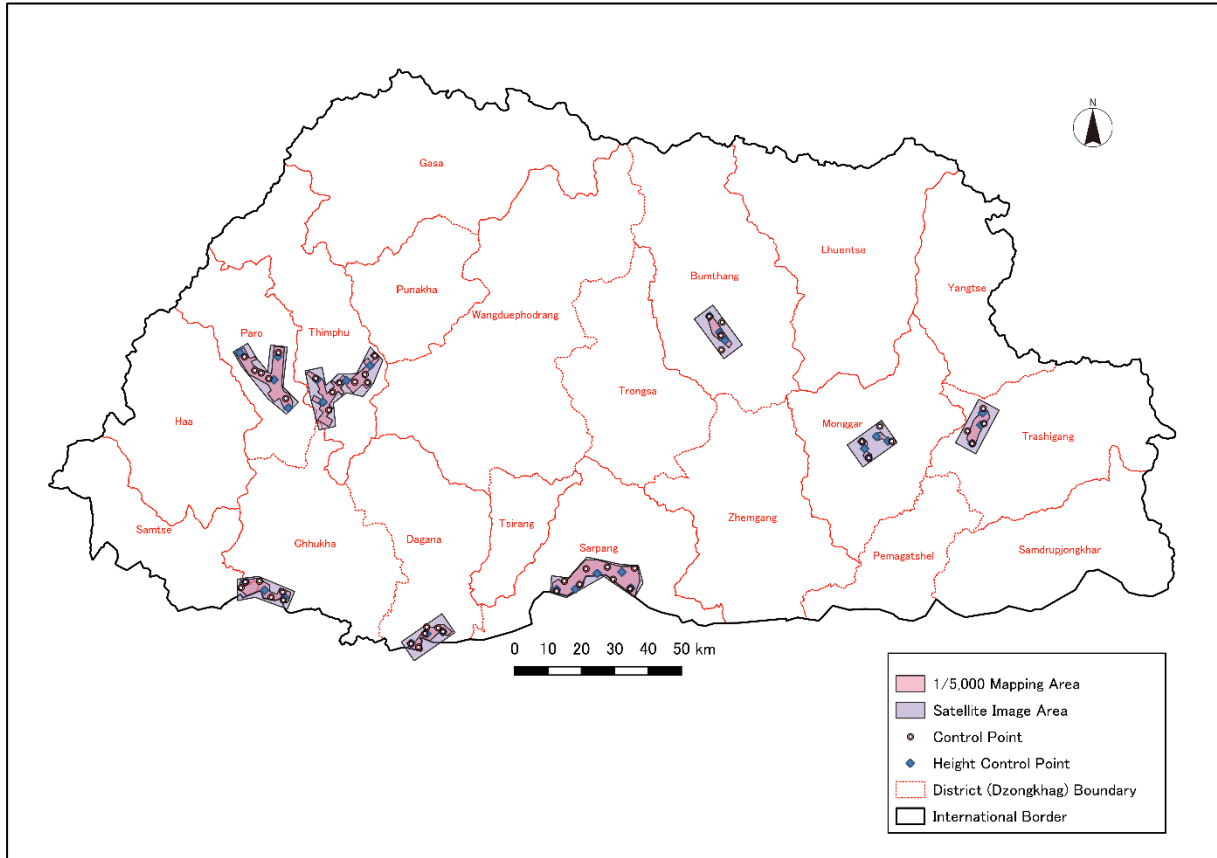 N
Gasa
Lhuentse
Bumthang
Punakha
Yangtse
Wangduephodrang
Paro
Thimphu
Trongsa
Haa
Monggar
Trashigang
Zhemgang
Samtse
Tsirang
Chhukha
Dagana
Sarpang
Pemagatshel
Samdrupjongkhar
0 10 20 30 40 50 km
1/5,000 Mapping Area
Satellite Image Area
Control Point
Height Control Point
District (Dzongkhag) Boundary
International Border